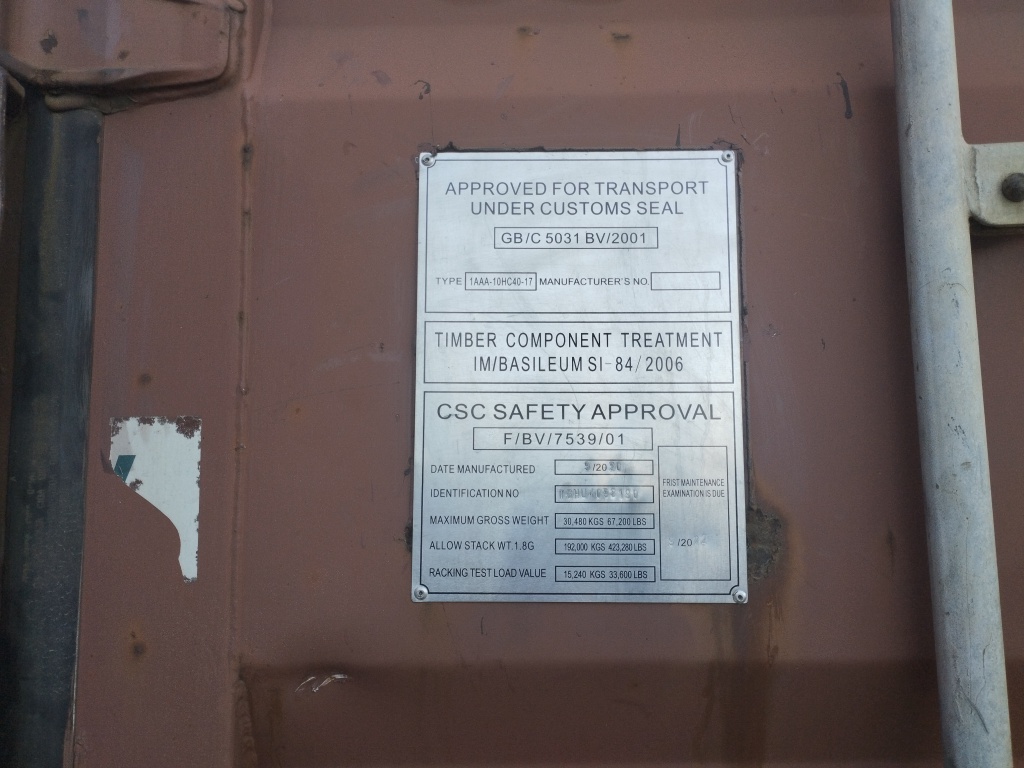 APPROVED FOR TRANSPORT
UNDER CUSTOMS SEAL
GB/C 5031 BV/2001
TYPE 1AAA-10HC40-17 MANUFACTURER'S NO.
TIMBER COMPONENT TREATMENT
IM/BASILEUM SI-84/2006
CSC SAFETY APPROVAL
F/BV/7539/01
DATE MANUFACTURED /20
IDENTIFICATION NO
MAXIMUM GROSS WEIGHT 30,480 KGS 67,200 LBS
ALLOW STACK WT.1.8G 192,000 KGS 423,280 LBS
RACKING TEST LOAD VALUE 15,240 KGS 33,600 LBS
FRIST MAINTENANCE
EXAMINATION IS DUE
/20